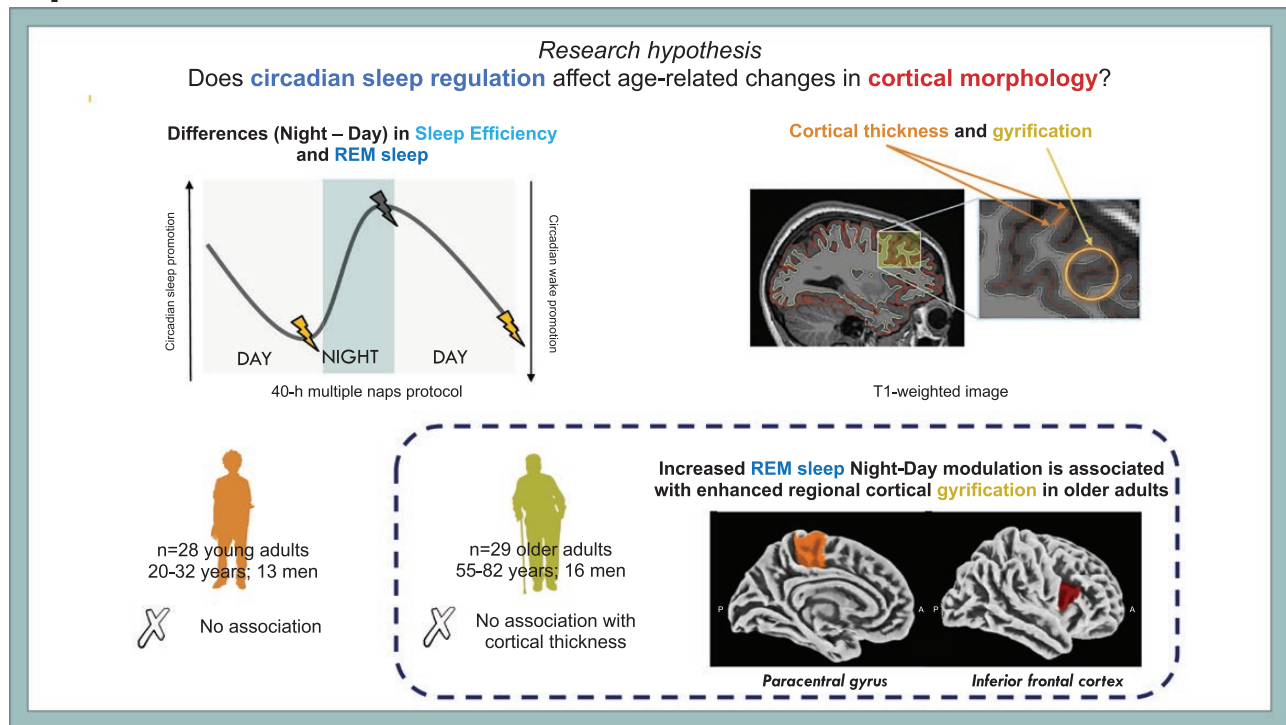 Research hypothesis
Does circadian sleep regulation affect age-related changes in cortical morphology?
Differences (Night – Day) in Sleep Efficiency
and REM sleep
Circadian sleep promotion
Circadian wake promotion
DAY
NIGHT
DAY
40-h multiple naps protocol
Cortical thickness and gyrification
T1-weighted image
n=28 young adults
20-32 years; 13 men
No association
n=29 older adults
55-82 years; 16 men
No association with
cortical thickness
Increased REM sleep Night-Day modulation is associated
with enhanced regional cortical gyrification in older adults
P
A
P
A
Paracentral gyrus
Inferior frontal cortex